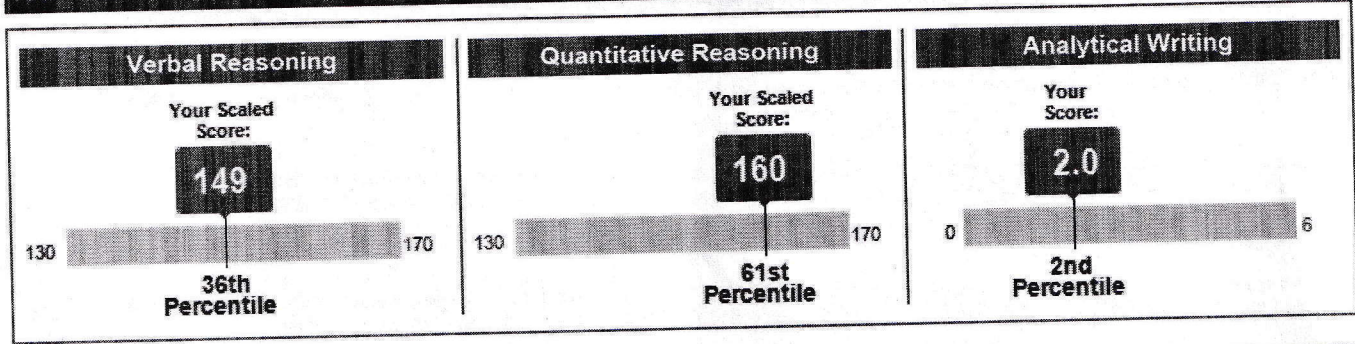 Verbal Reasoning
Your Scaled
Score:
149
130
170
36th
Percentile
Quantitative Reasoning
Your Scaled
Score:
160
130
170
61st
Percentile
Analytical Writing
Your
Score:
2.0
0
6
2nd
Percentile